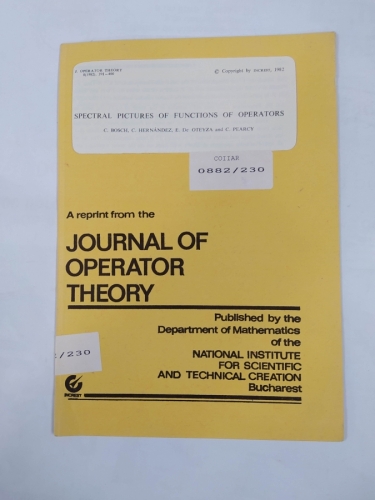 J. OPERATOR THEORY
© Copyright by INCREST, 1982
SPECTRAL PICTURES OF FUNCTIONS OF OPERATORS
C. BOSCH, C. HERNÁNDEZ, E. De OTEYZA and C. PEARCY
COIIAR
0882/230
A reprint from the
JOURNAL OF
OPERATOR
THEORY
Published by the
Department of Mathematics
of the
NATIONAL INSTITUTE
FOR SCIENTIFIC
AND TECHNICAL CREATION
Bucharest
/230
INCREST